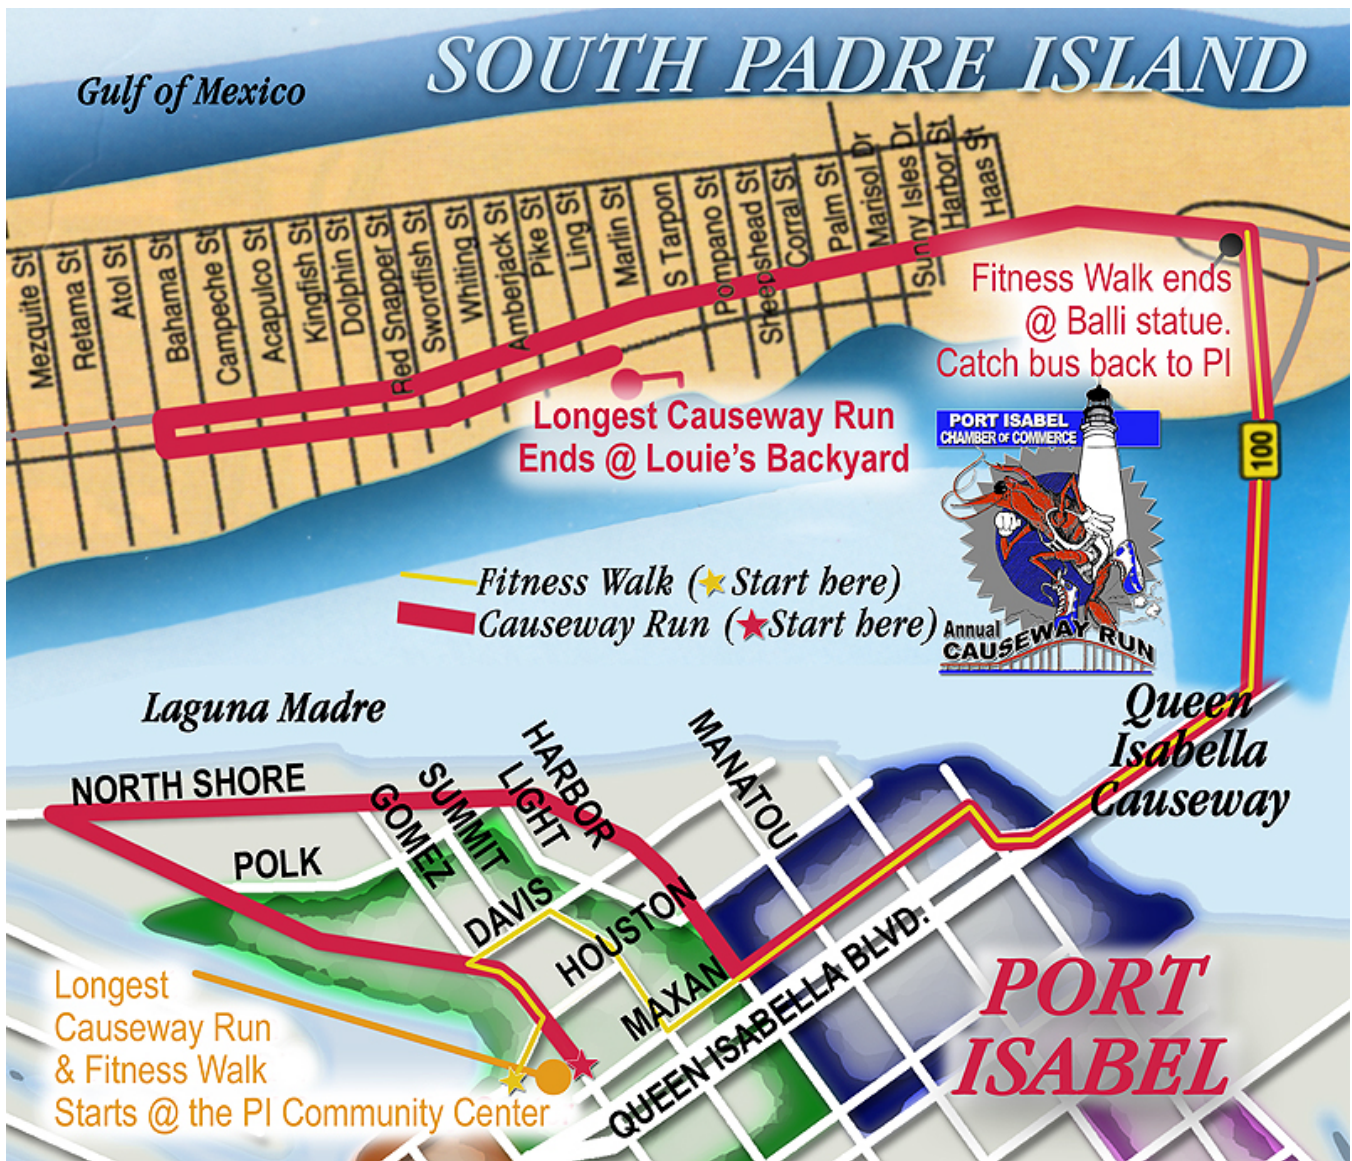 SOUTH PADRE ISLAND
Gulf of Mexico
Mezquite St
Retama St
Atol St
Bahama St
Campeche St
Acapulco St
Kingfish St
Dolphin St
Red Snapper St
Swordfish St
Whiting St
Amberjack St
Pike St
Ling St
Marlin St
S Tarpon
Pompano St
Sheepshead St
Corral St
Palm St
Marisol Dr
Sunny Isles Dr
Harbor St
Haas St
Fitness Walk ends
@ Balli statue.
Catch bus back to PI
Longest Causeway Run
Ends @ Louie's Backyard
PORT ISABEL
CHAMBER OF COMMERCE
100
Fitness Walk (★ Start here)
Causeway Run (★Start here)
Annual
CAUSEWAY RUN
Laguna Madre
Queen
Isabella
Causeway
NORTH SHORE
POLK
GOMEZ
SUMMIT
HARBOR
LIGHT
MANATOU
DAVIS
HOUSTON
MAXAN
QUEEN ISABELLA BLVD.
PORT
ISABEL
Longest
Causeway Run
& Fitness Walk
Starts @ the PI Community Center